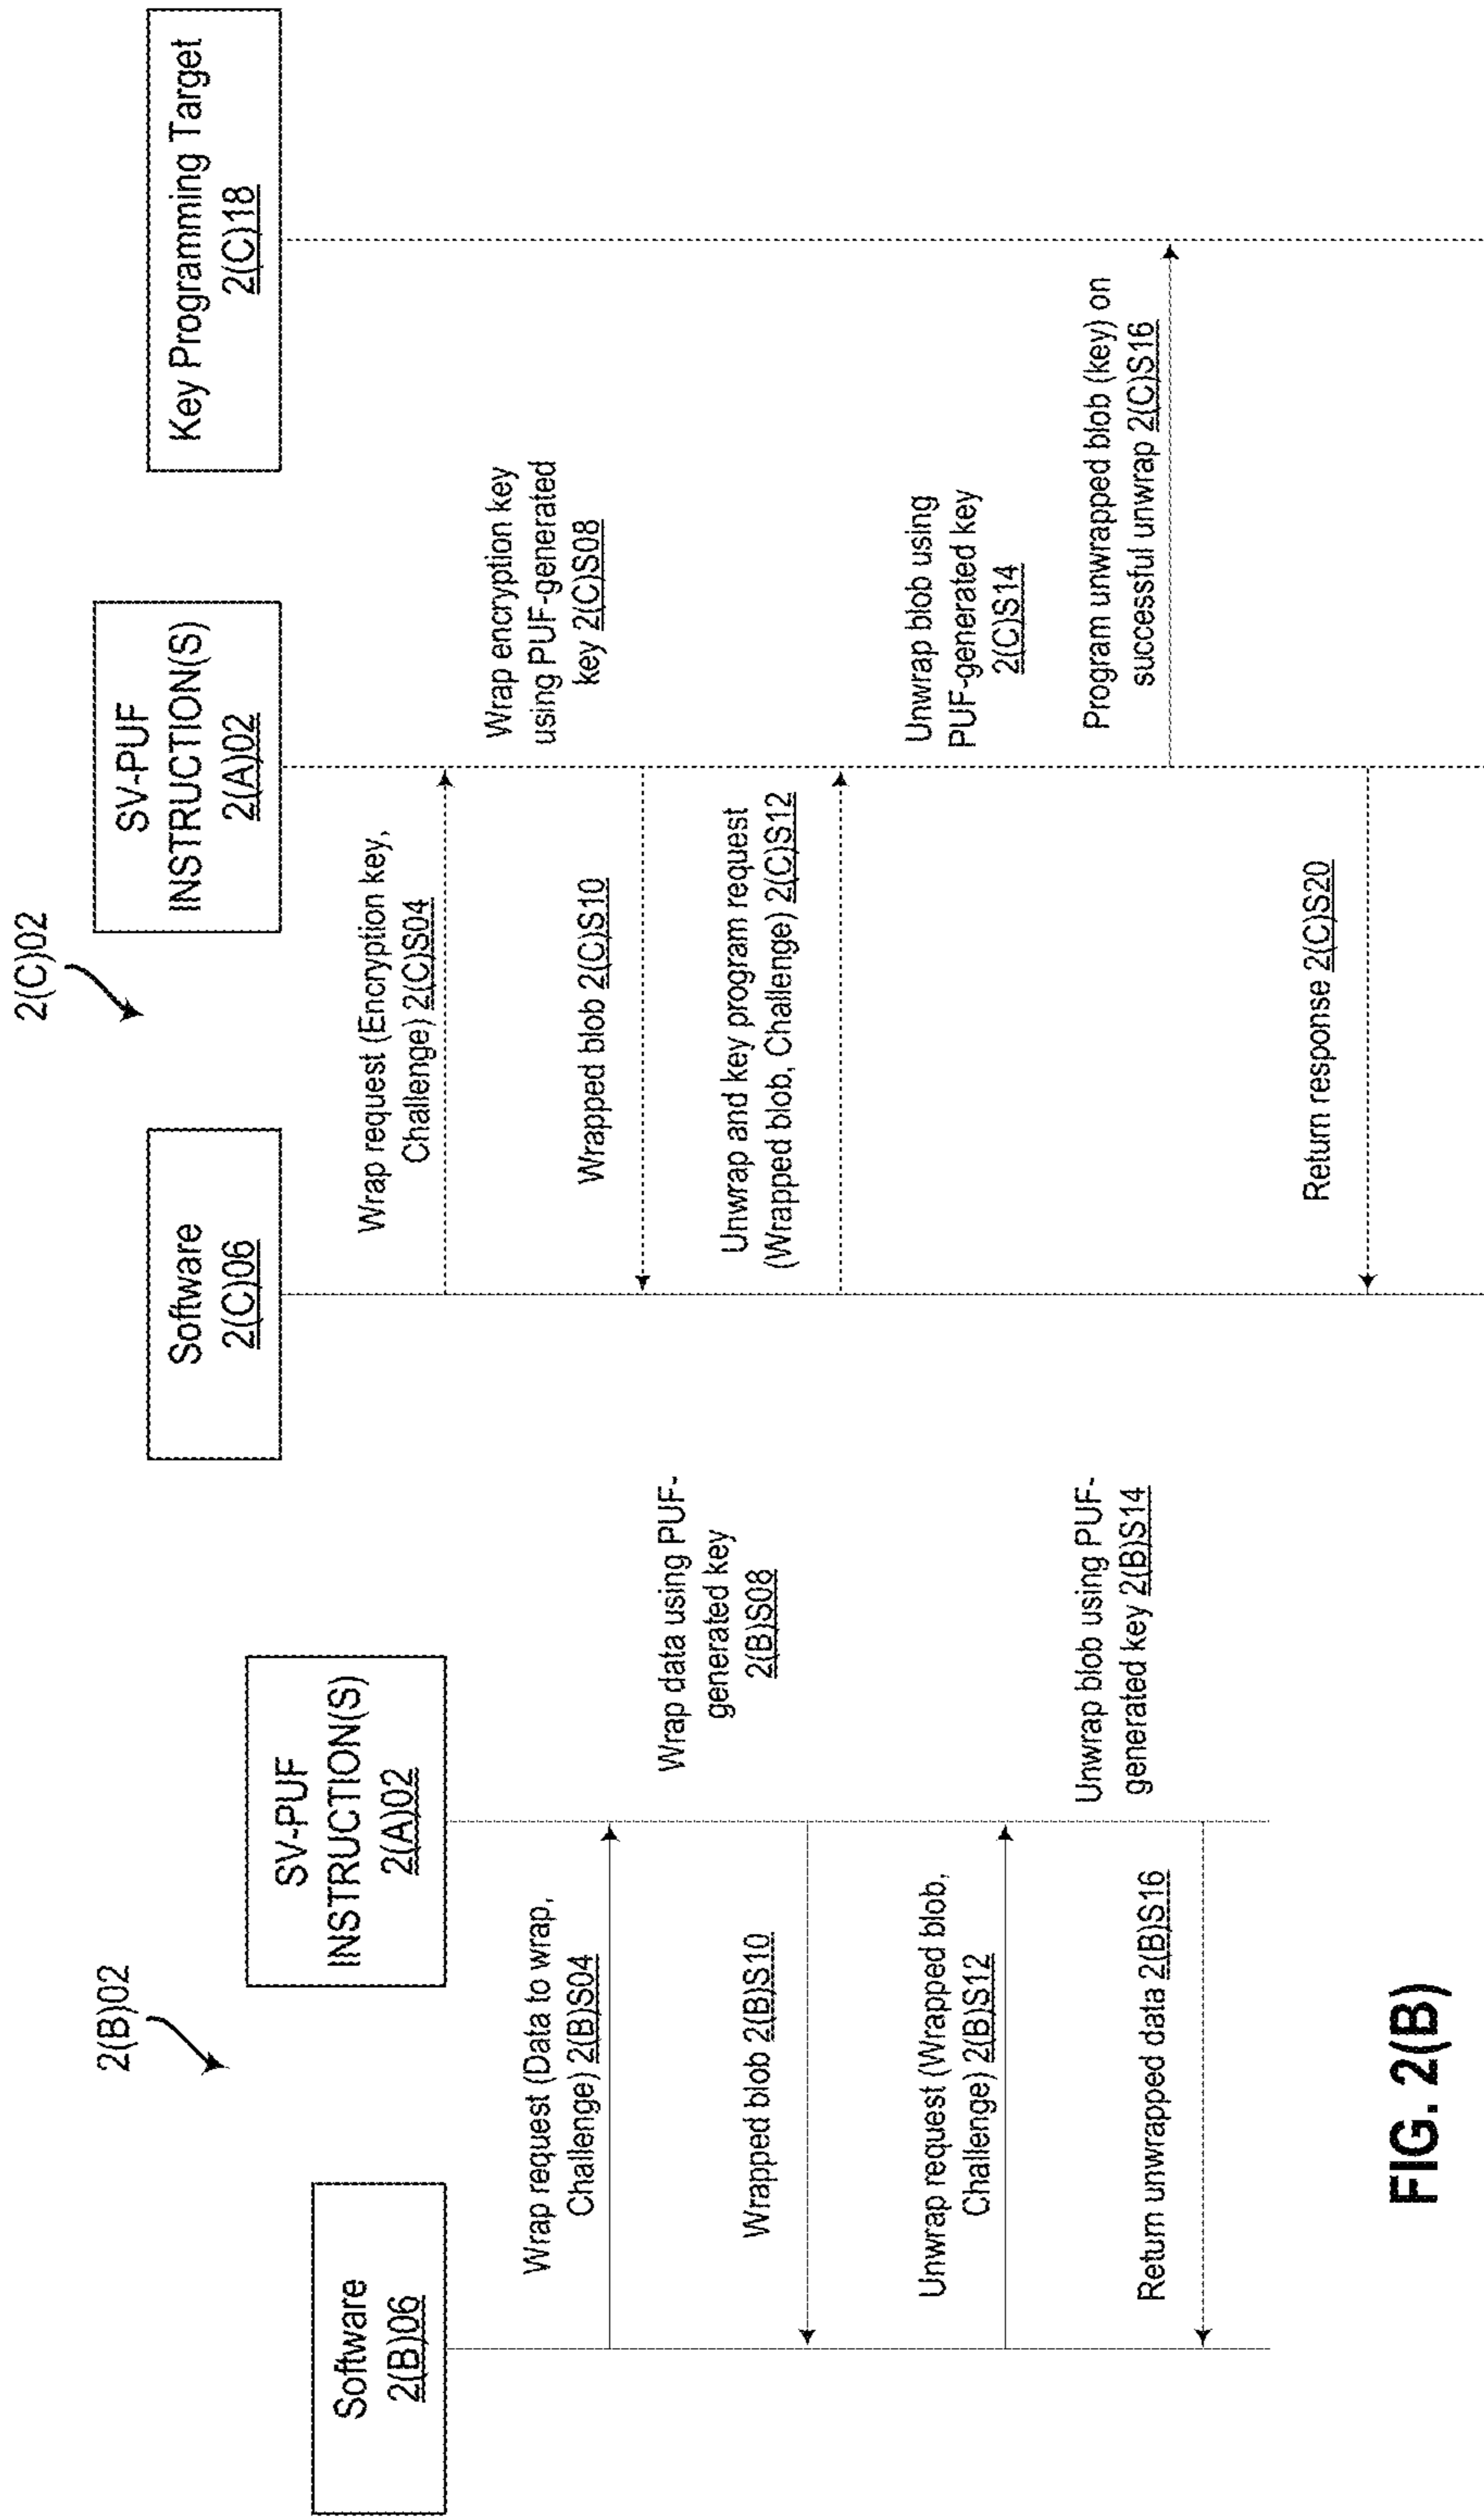 2(B)02
Software
2(B)06
SV-PUF
INSTRUCTION(S)
2(A)02
Wrap request (Data to wrap,
Challenge) 2(B)S04
Wrap data using PUF-
generated key
2(B)S08
Wrapped blob 2(B)S10
Unwrap request (Wrapped blob,
Challenge) 2(B)S12
Unwrap blob using PUF-
generated key 2(B)S14
Return unwrapped data 2(B)S16
FIG. 2(B)
2(C)02
Software
2(C)06
SV-PUF
INSTRUCTION(S)
2(A)02
Key Programming Target
2(C)18
Wrap request (Encryption key,
Challenge) 2(C)S04
Wrap encryption key
using PUF-generated
key 2(C)S08
Wrapped blob 2(C)S10
Unwrap and key program request
(Wrapped blob, Challenge) 2(C)S12
Unwrap blob using
PUF-generated key
2(C)S14
Program unwrapped blob (key) on
successful unwrap 2(C)S16
Return response 2(C)S20